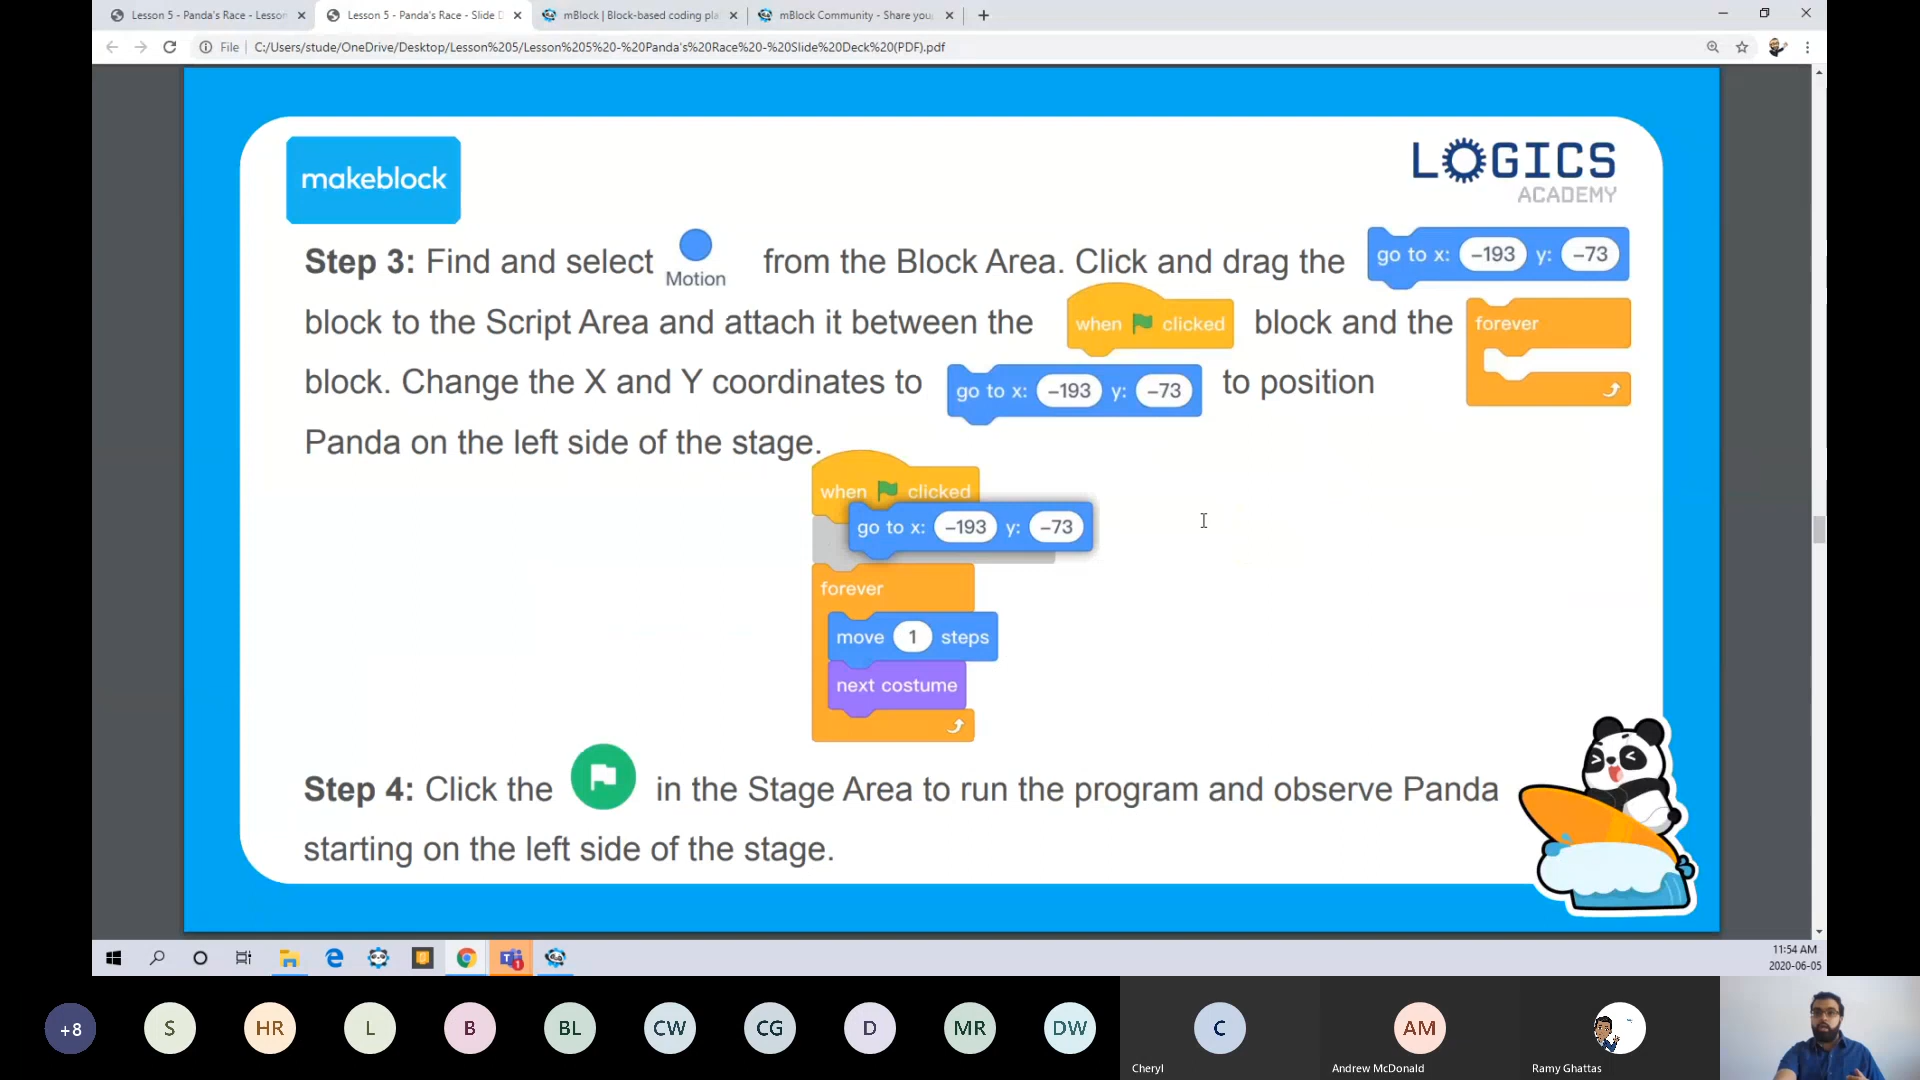 Lesson 5 - Panda's Race - Lesson
Lesson 5 - Panda's Race - Slide D
mBlock | Block-based coding pla
mBlock Community - Share you
File
C:/Users/stude/OneDrive/Desktop/Lesson%205/Lesson%205%20-%20Panda's%20Race%20-%20Slide%20Deck%20(PDF).pdf
makeblock
LOGICS
ACADEMY
Step 3: Find and select Motion from the Block Area. Click and drag the go to x: -193 y: -73
block to the Script Area and attach it between the when clicked block and the forever
block. Change the X and Y coordinates to go to x: -193 y: -73 to position
Panda on the left side of the stage.
when clicked
go to x: -193 y: -73
forever
move 1 steps
next costume
Step 4: Click the in the Stage Area to run the program and observe Panda
starting on the left side of the stage.
11:54 AM
2020-06-05
+8 S HR L B BL CW CG D MR DW C AM
Cheryl Andrew McDonald Ramy Ghattas